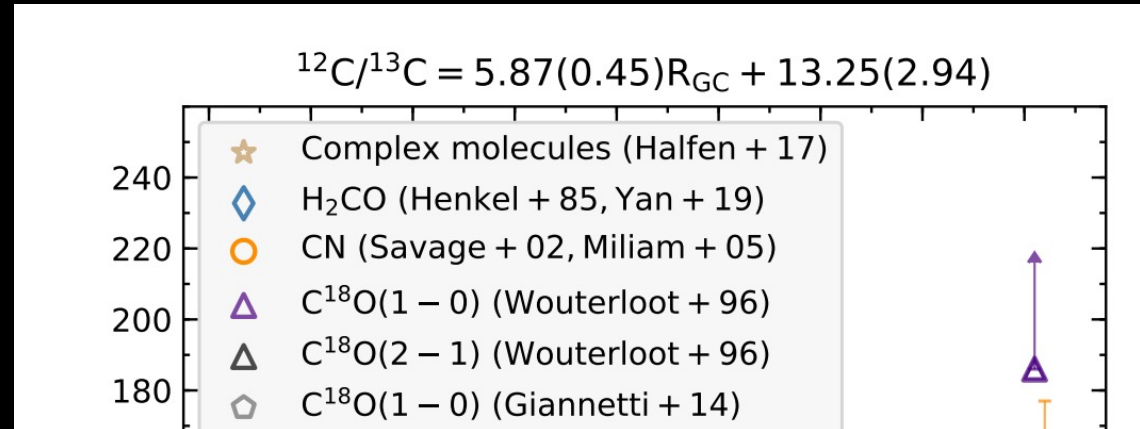 ¹²C/¹³C = 5.87(0.45)R_GC + 13.25(2.94)
Complex molecules (Halfen + 17)
240
H₂CO (Henkel + 85, Yan + 19)
220
CN (Savage + 02, Miliam + 05)
200
C¹⁸O(1 − 0) (Wouterloot + 96)
C¹⁸O(2 − 1) (Wouterloot + 96)
180
C¹⁸O(1 − 0) (Giannetti + 14)